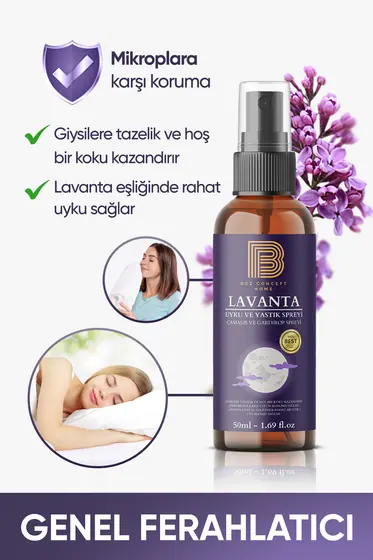 Mikroplara
karşı koruma
Giysilere tazelik ve hoş
bir koku kazandırır
Lavanta eşliğinde rahat
uyku sağlar
B
BOZ CONCEPT
HOME
LAVANTA
UYKU VE YASTIK SPREYİ
ÇAMAŞIR VE GARDIROP SPREYİ
BEST
50ml - 1.69 fl.oz
GENEL FERAHLATICI